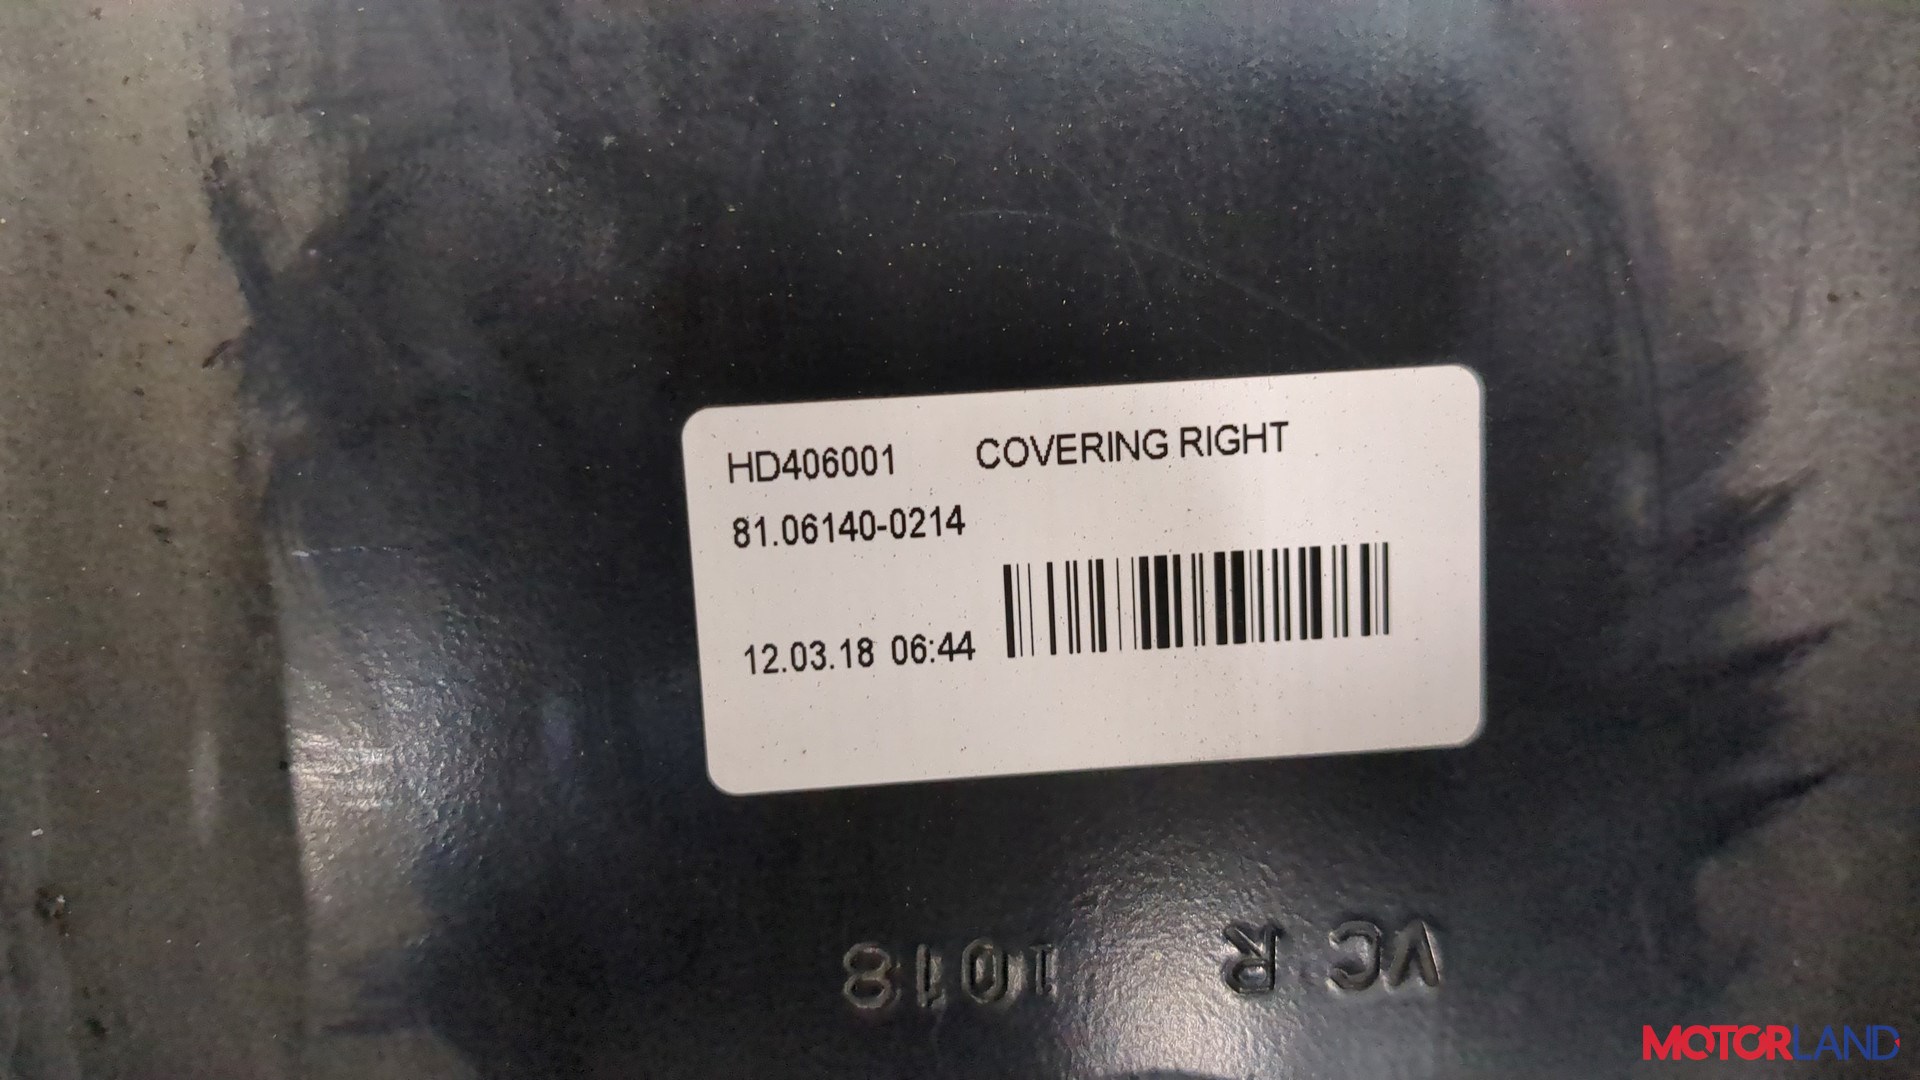 HD406001 COVERING RIGHT
81.06140-0214
12.03.18 06:44
VC R 1018
MOTORLAND